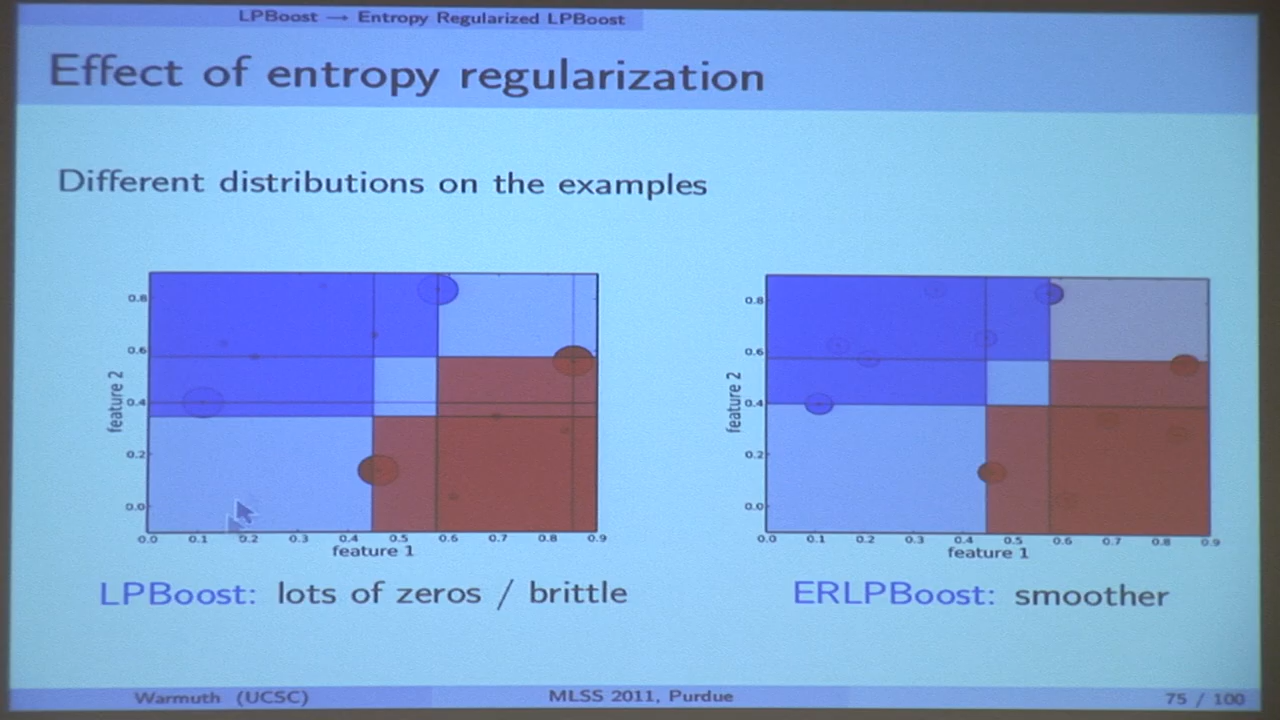 LPBoost → Entropy Regularized LPBoost
Effect of entropy regularization
Different distributions on the examples
0.8
0.6
0.4
0.2
0.0
feature 2
0.0 0.1 0.2 0.3 0.4 0.5 0.6 0.7 0.8 0.9
feature 1
LPBoost: lots of zeros / brittle
0.8
0.6
0.4
0.2
0.0
feature 2
0.0 0.1 0.2 0.3 0.4 0.5 0.6 0.7 0.8 0.9
feature 1
ERLPBoost: smoother
Warmuth (UCSC) MLSS 2011, Purdue 75 / 100